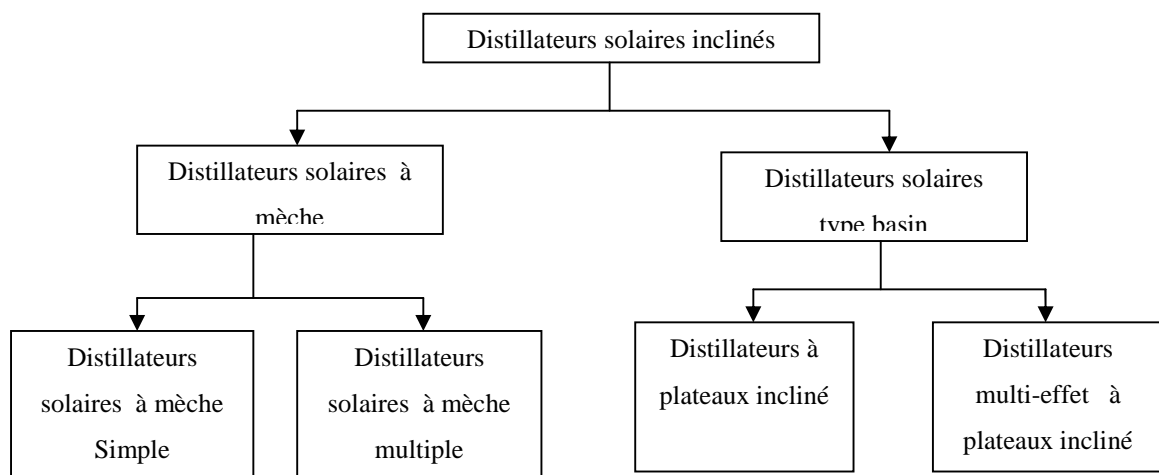 Distillateurs solaires inclinés
Distillateurs solaires à
mèche
Distillateurs solaires
type basin
Distillateurs
solaires à mèche
Simple
Distillateurs
solaires à mèche
multiple
Distillateurs à
plateaux incliné
Distillateurs
multi-effet à
plateaux incliné